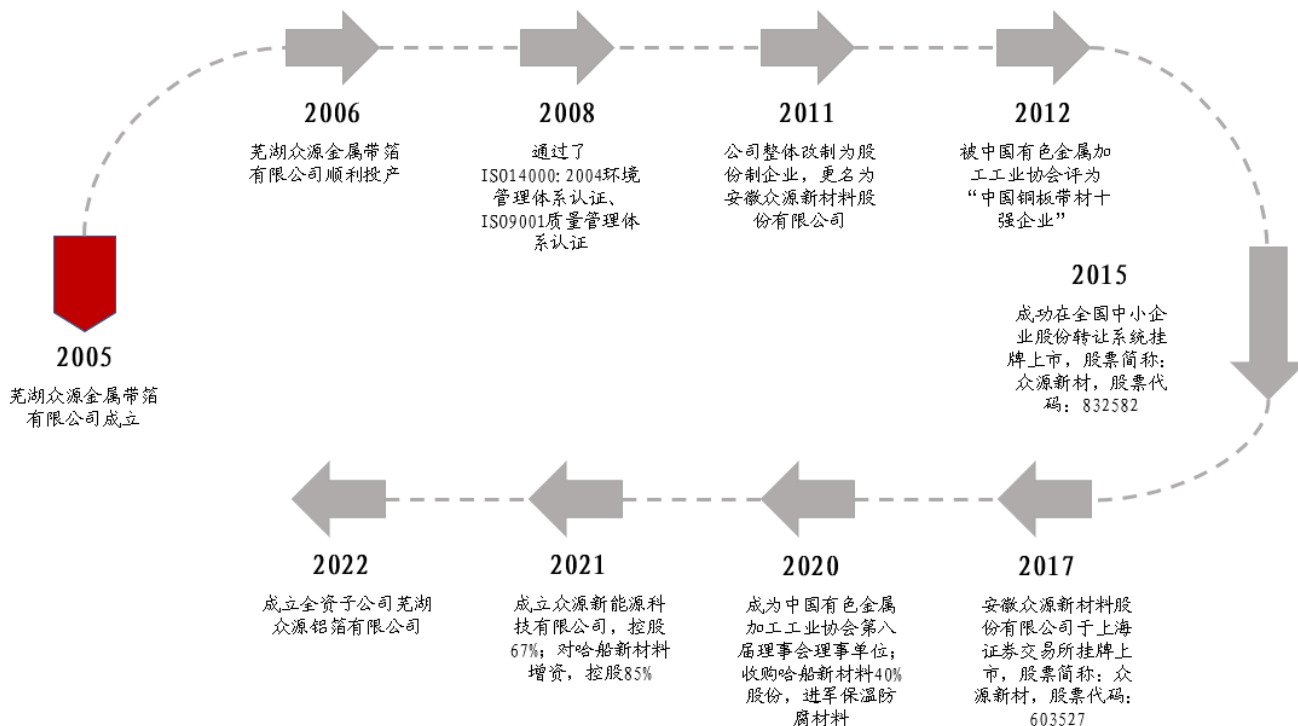 2006
芜湖众源金属带箔
有限公司顺利投产
2008
通过了
ISO14000:2004环境
管理体系认证、
ISO9001质量管理体
系认证
2011
公司整体改制为股
份制企业，更名为
安徽众源新材料股
份有限公司
2012
被中国有色金属加
工工业协会评为
“中国铜板带材十
强企业”
2005
芜湖众源金属带箔
有限公司成立
2015
成功在全国中小企
业股份转让系统挂
牌上市，股票简称：
众源新材，股票代
码：832582
2022
成立全资子公司芜湖
众源铝箔有限公司
2021
成立众源新能源科
技有限公司，控股
67%；对哈船新材料
增资，控股85%
2020
成为中国有色金属
加工工业协会第八
届理事会理事单位；
收购哈船新材料40%
股份，进军保温防
腐材料
2017
安徽众源新材料股
份有限公司于上海
证券交易所挂牌上
市，股票简称：众
源新材，股票代码：
603527